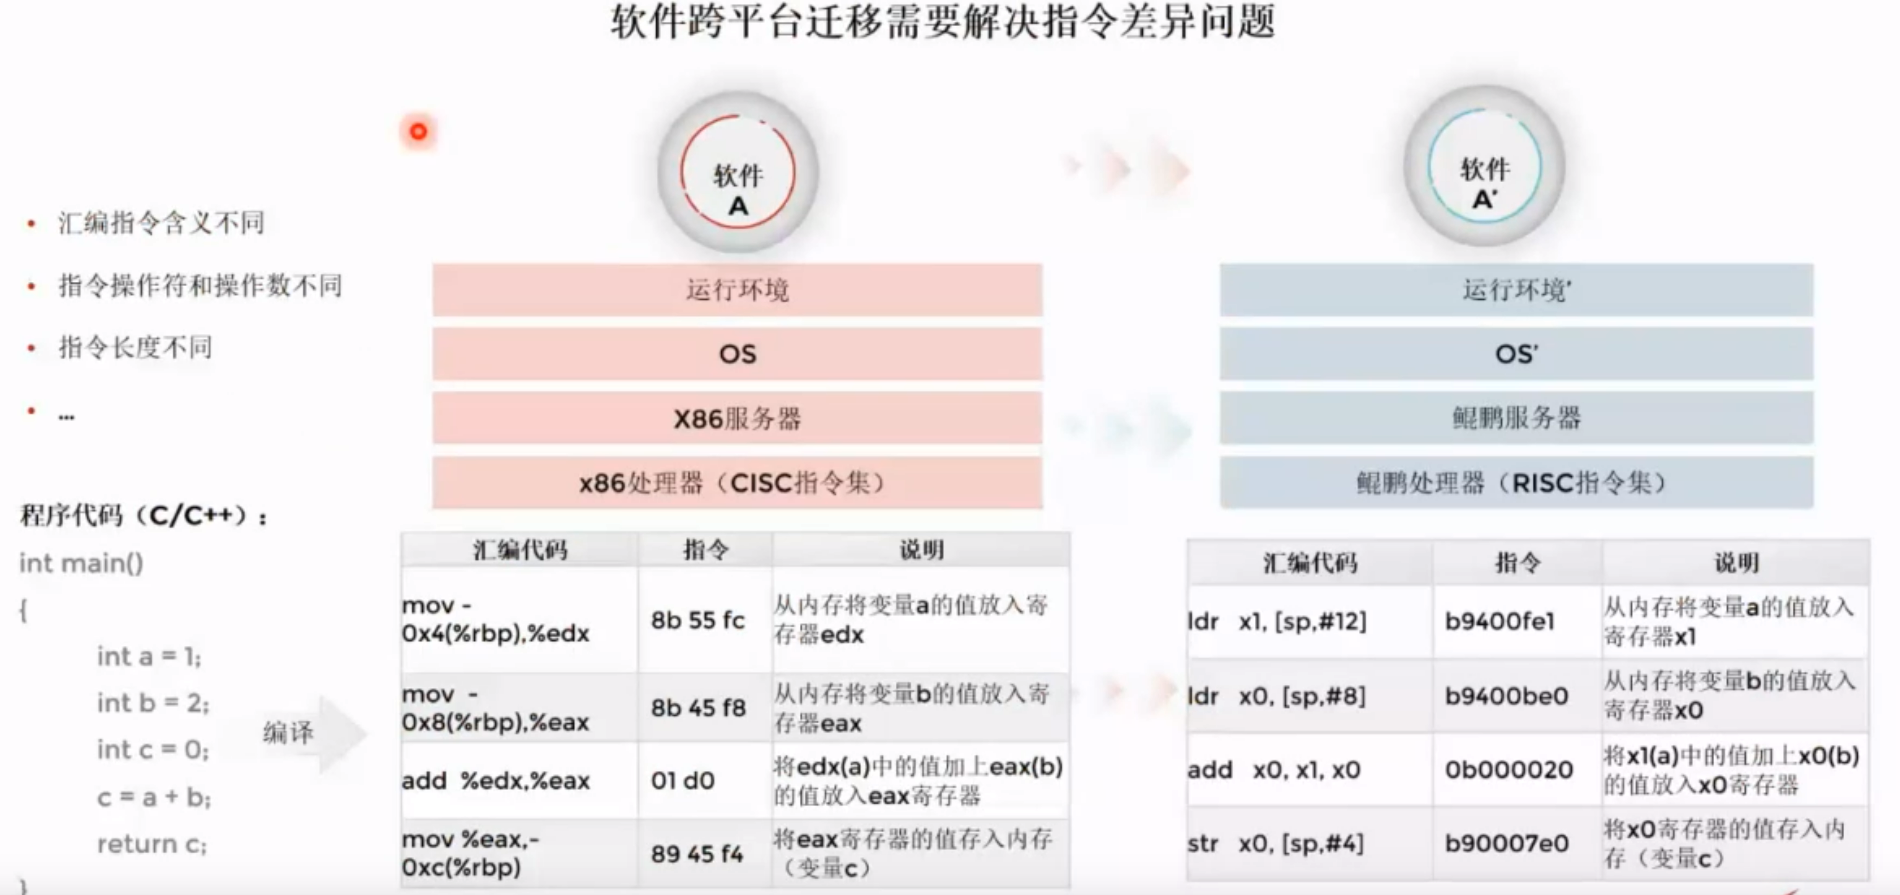 软件跨平台迁移需要解决指令差异问题
软件
A
软件
A'
• 汇编指令含义不同
• 指令操作符和操作数不同
• 指令长度不同
• ...
运行环境
OS
X86服务器
x86处理器（CISC指令集）
运行环境'
OS'
鲲鹏服务器
鲲鹏处理器（RISC指令集）
程序代码（C/C++）：
int main()
{
int a = 1;
int b = 2;
int c = 0;
c = a + b;
return c;
}
编译
汇编代码 指令 说明
mov -
0x4(%rbp),%edx
8b 55 fc
从内存将变量a的值放入寄
存器edx
mov -
0x8(%rbp),%eax
8b 45 f8
从内存将变量b的值放入寄
存器eax
add %edx,%eax
01 d0
将edx(a)中的值加上eax(b)
的值放入eax寄存器
mov %eax,-
0xc(%rbp)
89 45 f4
将eax寄存器的值存入内存
（变量c）
汇编代码 指令 说明
ldr x1, [sp,#12]
b9400fe1
从内存将变量a的值放入
寄存器x1
ldr x0, [sp,#8]
b9400be0
从内存将变量b的值放入
寄存器x0
add x0, x1, x0
0b000020
将x1(a)中的值加上x0(b)
的值放入x0寄存器
str x0, [sp,#4]
b90007e0
将x0寄存器的值存入内
存（变量c）